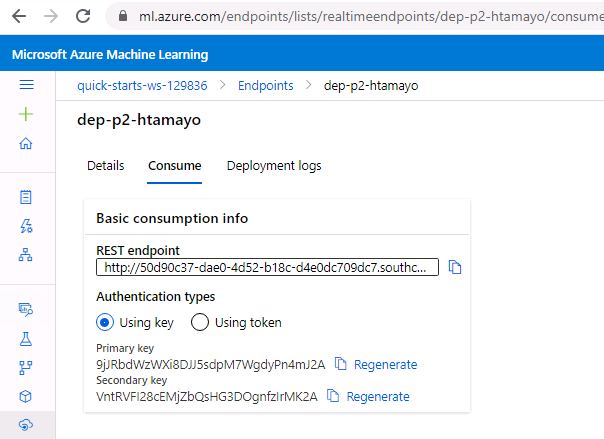 ml.azure.com/endpoints/lists/realtimeendpoints/dep-p2-htamayo/consume
Microsoft Azure Machine Learning
quick-starts-ws-129836 > Endpoints > dep-p2-htamayo
dep-p2-htamayo
Details Consume Deployment logs
Basic consumption info
REST endpoint
http://50d90c37-dae0-4d52-b18c-d4e0dc709dc7.southc...
Authentication types
Using key Using token
Primary key
9jJRbdWzWXi8DJJ5sdpM7WgdyPn4mJ2A Regenerate
Secondary key
VntRVFI28cEMjZbQsHG3DOgnfzIrMK2A Regenerate